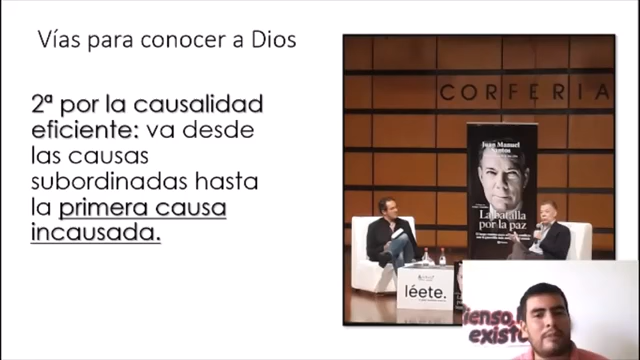 Vías para conocer a Dios
2ª por la causalidad
eficiente: va desde
las causas
subordinadas hasta
la primera causa
incausada.
CORFERIA
Juan Manuel
Santos
La batalla
por la paz
léete.
existo